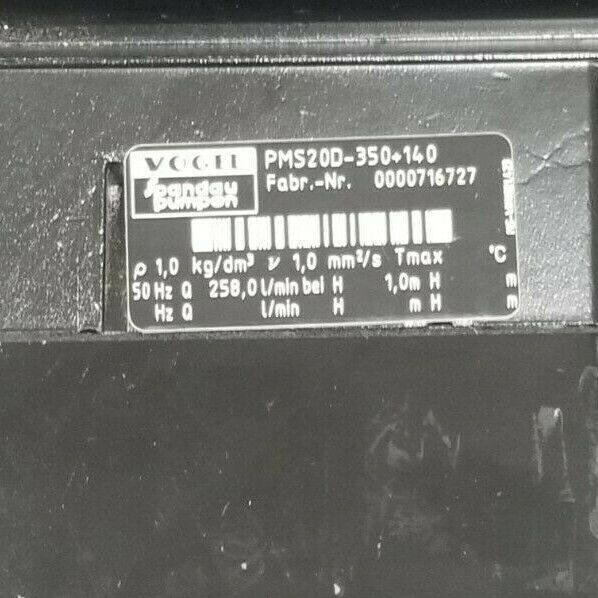 VOGEL
Spandau
pumpen
PMS20D-350+140
Fabr.-Nr. 0000716727
ρ 1,0 kg/dm³ ν 1,0 mm²/s Tmax °C
50 Hz Q 258,0 l/min bei H 1,0m H m
Hz Q l/min H m H m